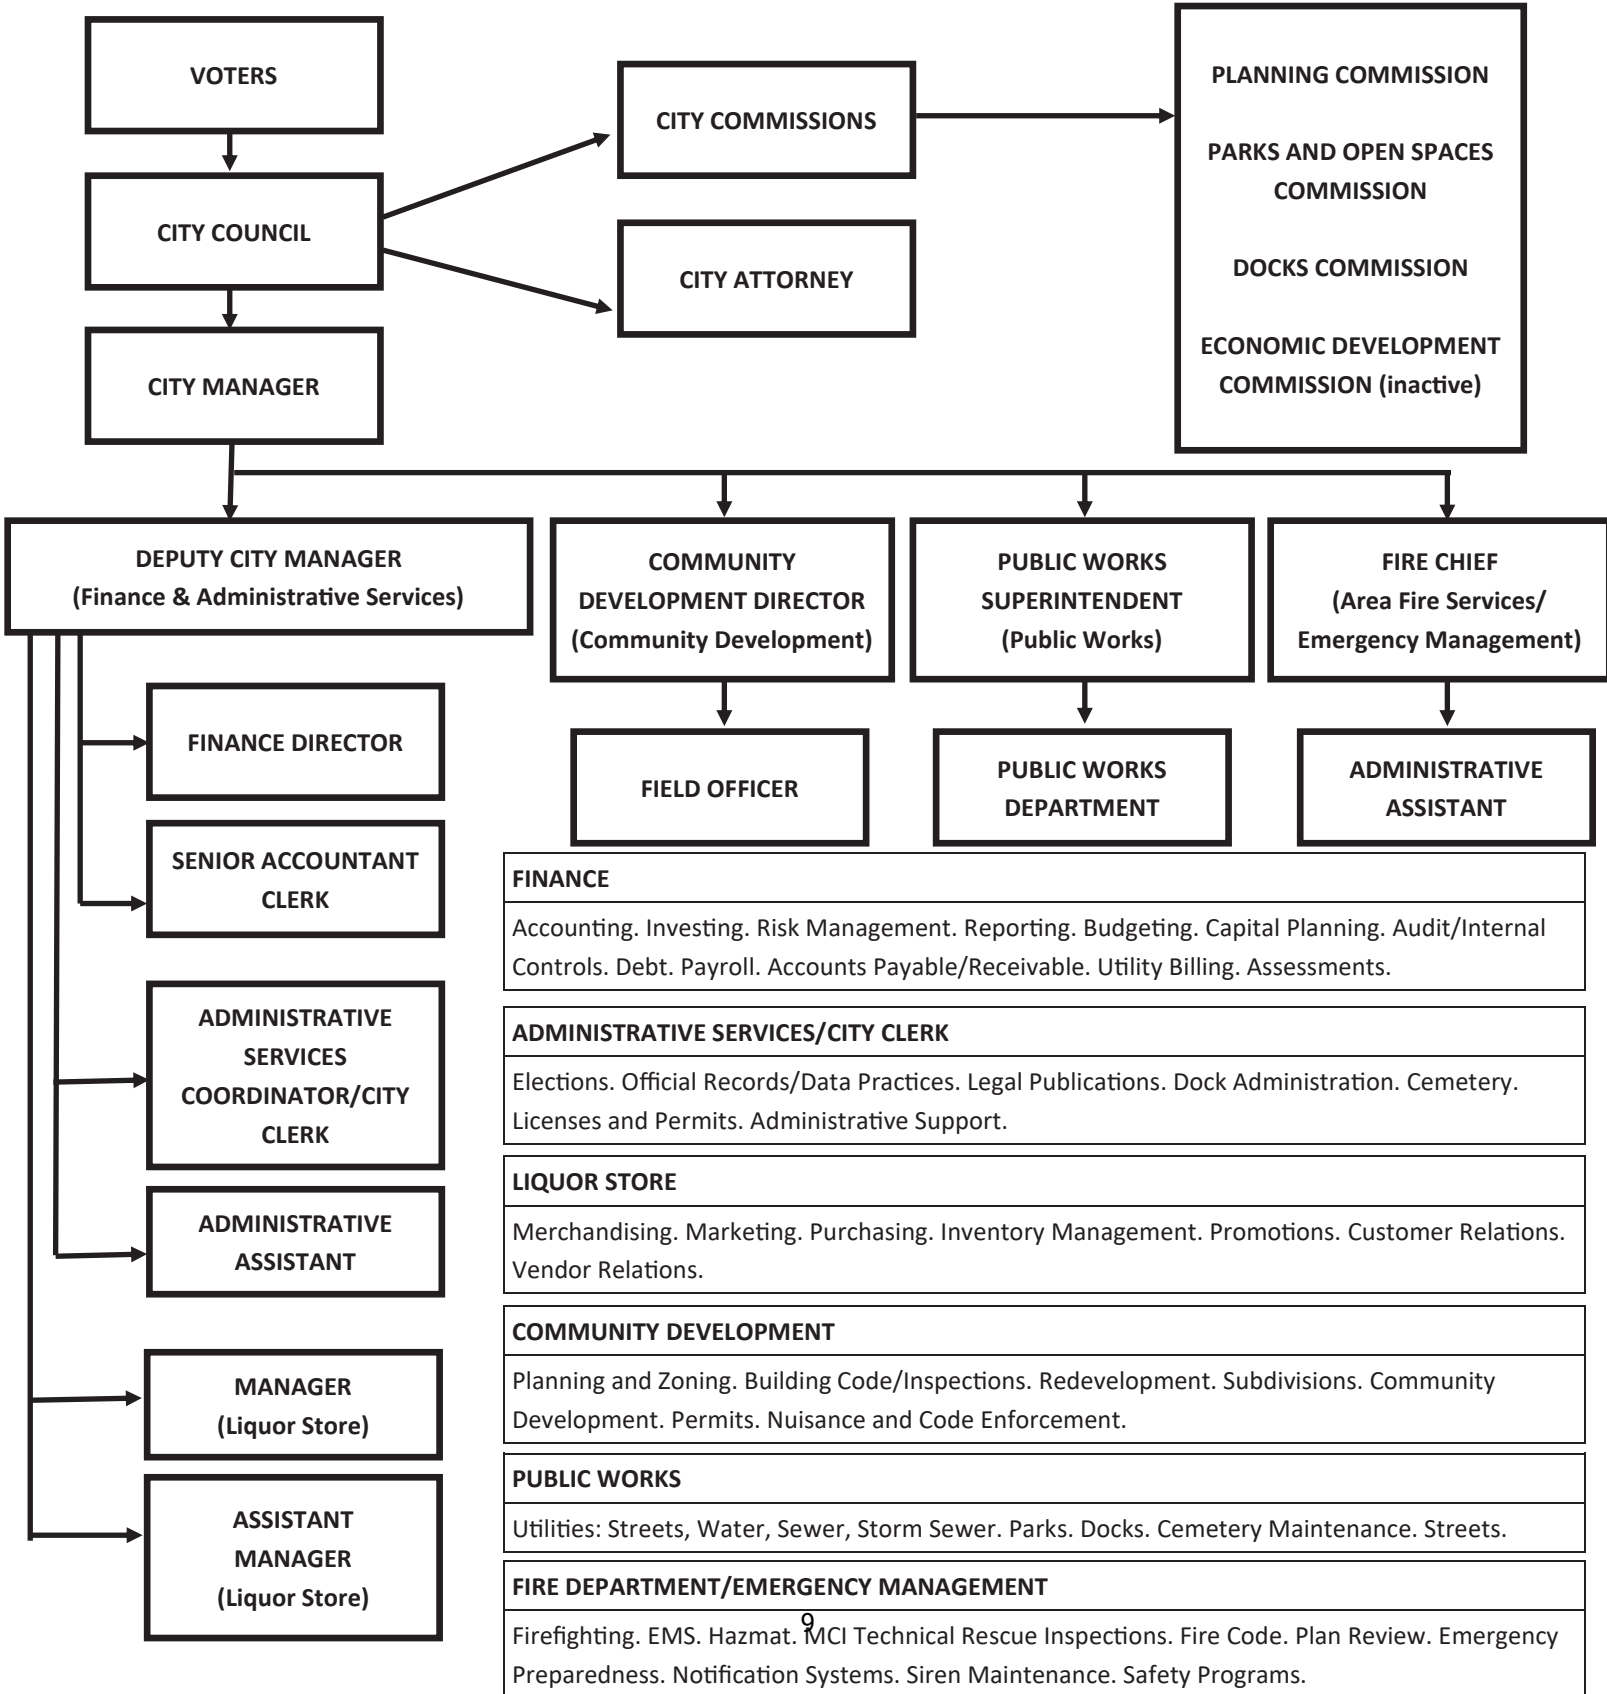 VOTERS
CITY COUNCIL
CITY MANAGER
CITY COMMISSIONS
CITY ATTORNEY
PLANNING COMMISSION
PARKS AND OPEN SPACES
COMMISSION
DOCKS COMMISSION
ECONOMIC DEVELOPMENT
COMMISSION (inactive)
DEPUTY CITY MANAGER
(Finance & Administrative Services)
COMMUNITY
DEVELOPMENT DIRECTOR
(Community Development)
PUBLIC WORKS
SUPERINTENDENT
(Public Works)
FIRE CHIEF
(Area Fire Services/
Emergency Management)
FIELD OFFICER
PUBLIC WORKS
DEPARTMENT
ADMINISTRATIVE
ASSISTANT
FINANCE DIRECTOR
SENIOR ACCOUNTANT
CLERK
ADMINISTRATIVE
SERVICES
COORDINATOR/CITY
CLERK
ADMINISTRATIVE
ASSISTANT
MANAGER
(Liquor Store)
ASSISTANT
MANAGER
(Liquor Store)
FINANCE
Accounting. Investing. Risk Management. Reporting. Budgeting. Capital Planning. Audit/Internal
Controls. Debt. Payroll. Accounts Payable/Receivable. Utility Billing. Assessments.
ADMINISTRATIVE SERVICES/CITY CLERK
Elections. Official Records/Data Practices. Legal Publications. Dock Administration. Cemetery.
Licenses and Permits. Administrative Support.
LIQUOR STORE
Merchandising. Marketing. Purchasing. Inventory Management. Promotions. Customer Relations.
Vendor Relations.
COMMUNITY DEVELOPMENT
Planning and Zoning. Building Code/Inspections. Redevelopment. Subdivisions. Community
Development. Permits. Nuisance and Code Enforcement.
PUBLIC WORKS
Utilities: Streets, Water, Sewer, Storm Sewer. Parks. Docks. Cemetery Maintenance. Streets.
FIRE DEPARTMENT/EMERGENCY MANAGEMENT
Firefighting. EMS. Hazmat. MCI Technical Rescue Inspections. Fire Code. Plan Review. Emergency
Preparedness. Notification Systems. Siren Maintenance. Safety Programs.
9